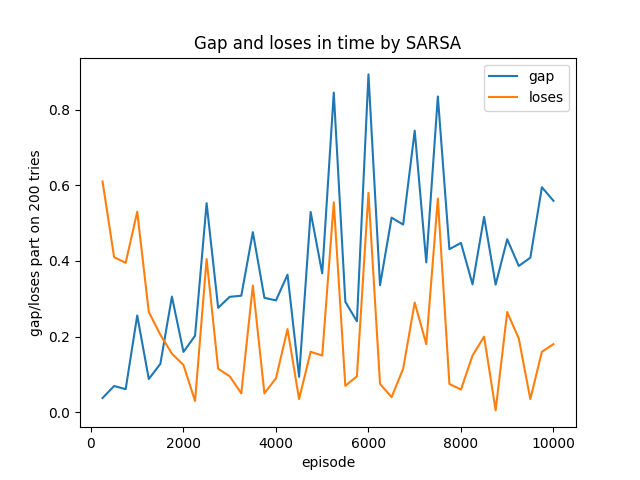 Gap and loses in time by SARSA
gap
loses
gap/loses part on 200 tries
0.8
0.6
0.4
0.2
0.0
0
2000
4000
6000
8000
10000
episode